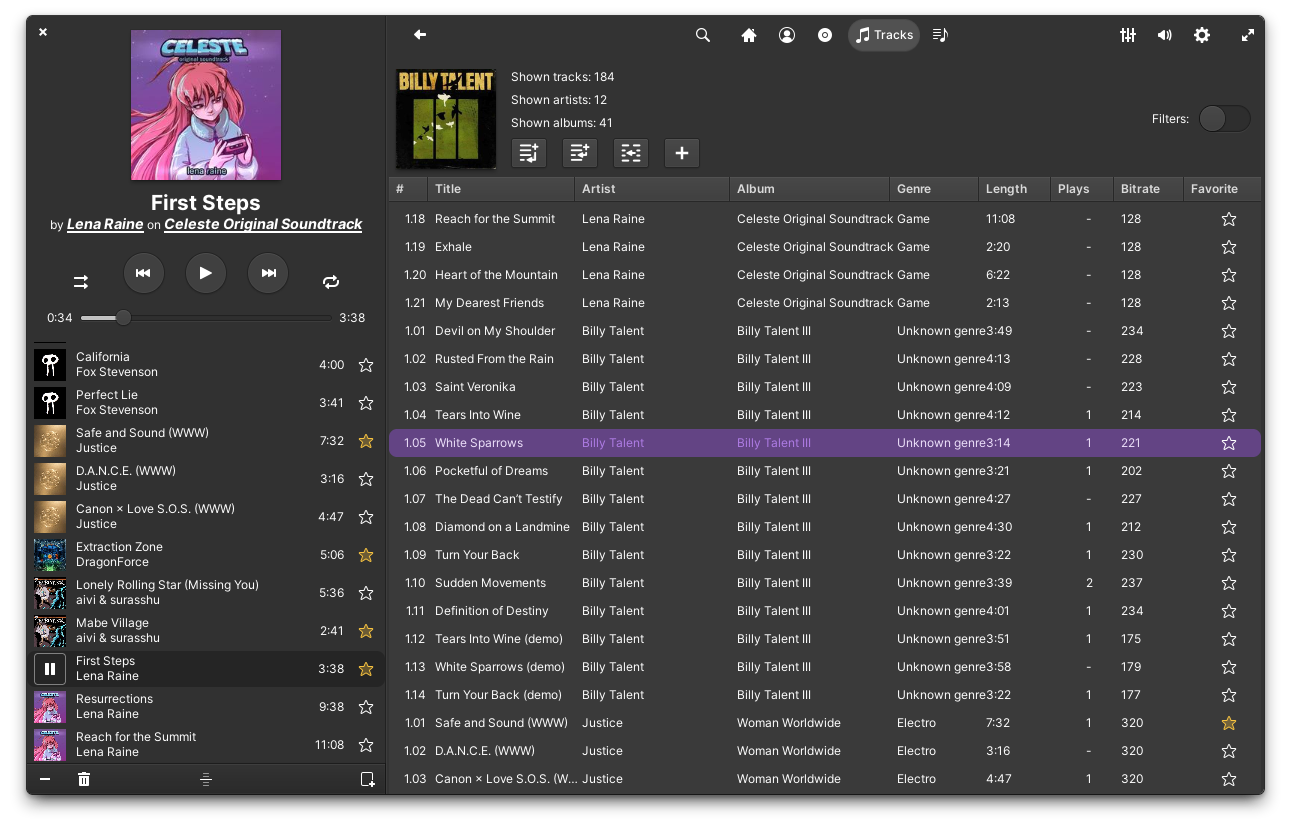 CELESTE
original soundtrack
lena raine
First Steps
by Lena Raine on Celeste Original Soundtrack
0:34 3:38
California 4:00
Fox Stevenson
Perfect Lie 3:41
Fox Stevenson
Safe and Sound (WWW) 7:32
Justice
D.A.N.C.E. (WWW) 3:16
Justice
Canon × Love S.O.S. (WWW) 4:47
Justice
Extraction Zone 5:06
DragonForce
Lonely Rolling Star (Missing You) 5:36
aivi & surasshu
Mabe Village 2:41
aivi & surasshu
First Steps 3:38
Lena Raine
Resurrections 9:38
Lena Raine
Reach for the Summit 11:08
Lena Raine
Tracks
BILLY TALENT
Shown tracks: 184
Shown artists: 12
Shown albums: 41
Filters:
# Title Artist Album Genre Length Plays Bitrate Favorite
1.18 Reach for the Summit Lena Raine Celeste Original Soundtrack Game 11:08 - 128
1.19 Exhale Lena Raine Celeste Original Soundtrack Game 2:20 - 128
1.20 Heart of the Mountain Lena Raine Celeste Original Soundtrack Game 6:22 - 128
1.21 My Dearest Friends Lena Raine Celeste Original Soundtrack Game 2:13 - 128
1.01 Devil on My Shoulder Billy Talent Billy Talent III Unknown genre 3:49 - 234
1.02 Rusted From the Rain Billy Talent Billy Talent III Unknown genre 4:13 - 228
1.03 Saint Veronika Billy Talent Billy Talent III Unknown genre 4:09 - 223
1.04 Tears Into Wine Billy Talent Billy Talent III Unknown genre 4:12 1 214
1.05 White Sparrows Billy Talent Billy Talent III Unknown genre 3:14 1 221
1.06 Pocketful of Dreams Billy Talent Billy Talent III Unknown genre 3:21 1 202
1.07 The Dead Can’t Testify Billy Talent Billy Talent III Unknown genre 4:27 - 227
1.08 Diamond on a Landmine Billy Talent Billy Talent III Unknown genre 4:30 1 212
1.09 Turn Your Back Billy Talent Billy Talent III Unknown genre 3:22 1 230
1.10 Sudden Movements Billy Talent Billy Talent III Unknown genre 3:39 2 237
1.11 Definition of Destiny Billy Talent Billy Talent III Unknown genre 4:01 1 234
1.12 Tears Into Wine (demo) Billy Talent Billy Talent III Unknown genre 3:51 1 175
1.13 White Sparrows (demo) Billy Talent Billy Talent III Unknown genre 3:58 - 179
1.14 Turn Your Back (demo) Billy Talent Billy Talent III Unknown genre 3:22 1 177
1.01 Safe and Sound (WWW) Justice Woman Worldwide Electro 7:32 1 320
1.02 D.A.N.C.E. (WWW) Justice Woman Worldwide Electro 3:16 - 320
1.03 Canon × Love S.O.S. (W... Justice Woman Worldwide Electro 4:47 1 320